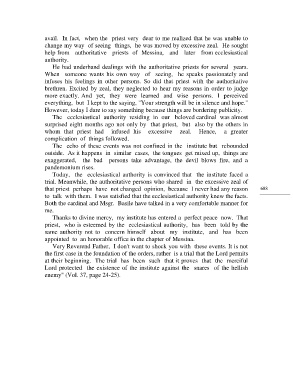 avail. In fact, when the priest very dear to me realized that he was unable to
change my way of seeing things, he was moved by excessive zeal. He sought
help from authoritative priests of Messina, and later from ecclesiastical
authority.
He had underhand dealings with the authoritative priests for several years.
When someone wants his own way of seeing, he speaks passionately and
infuses his feelings in other persons. So did that priest with the authoritative
brethren. Excited by zeal, they neglected to hear my reasons in order to judge
more exactly. And yet, they were learned and wise persons. I perceived
everything, but I kept to the saying, "Your strength will be in silence and hope."
However, today I dare to say something because things are bordering publicity.
The ecclesiastical authority residing in our beloved cardinal was almost
surprised eight months ago not only by that priest, but also by the others in
whom that priest had infused his excessive zeal. Hence, a greater
complication of things followed.
The echo of these events was not confined in the institute but rebounded
outside. As it happens in similar cases, the tongues get mixed up, things are
exaggerated, the bad persons take advantage, the devil blows fire, and a
pandemonium rises.
Today, the ecclesiastical authority is convinced that the institute faced a
trial. Meanwhile, the authoritative persons who shared in the excessive zeal of
that priest perhaps have not changed opinion, because I never had any reason
to talk with them. I was satisfied that the ecclesiastical authority knew the facts.
Both the cardinal and Msgr. Basile have talked in a very comfortable manner for
me.
Thanks to divine mercy, my institute has entered a perfect peace now. That
priest, who is esteemed by the ecclesiastical authority, has been told by the
same authority not to concern himself about my institute, and has been
appointed to an honorable office in the chapter of Messina.
Very Reverend Father, I don't want to shock you with these events. It is not
the first case in the foundation of the orders, rather is a trial that the Lord permits
at their beginning. The trial has been such that it proves that the merciful
Lord protected the existence of the institute against the snares of the hellish
enemy" (Vol. 37, page 24-25).